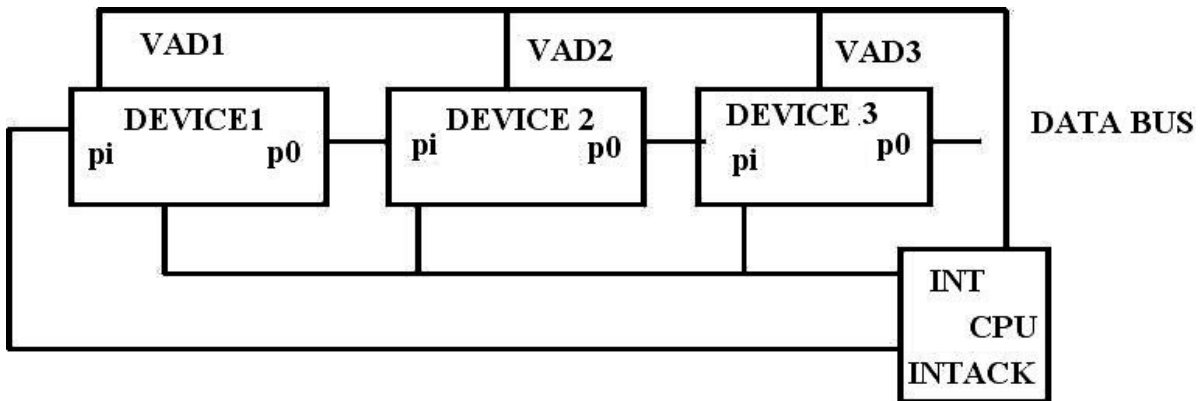 VAD1
VAD2
VAD3
DEVICE1
DEVICE 2
DEVICE 3
DATA BUS
pi
p0
pi
p0
pi
p0
INT
CPU
INTACK